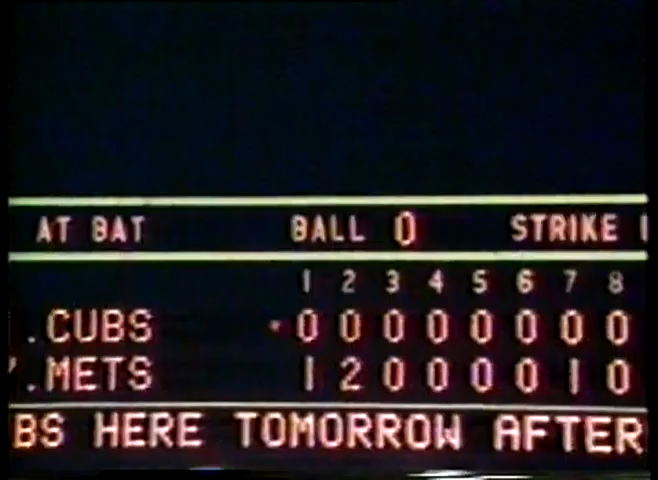 AT BAT BALL 0 STRIKE
1 2 3 4 5 6 7 8
.CUBS 0 0 0 0 0 0 0 0
.METS 1 2 0 0 0 0 1 0
BS HERE TOMORROW AFTER